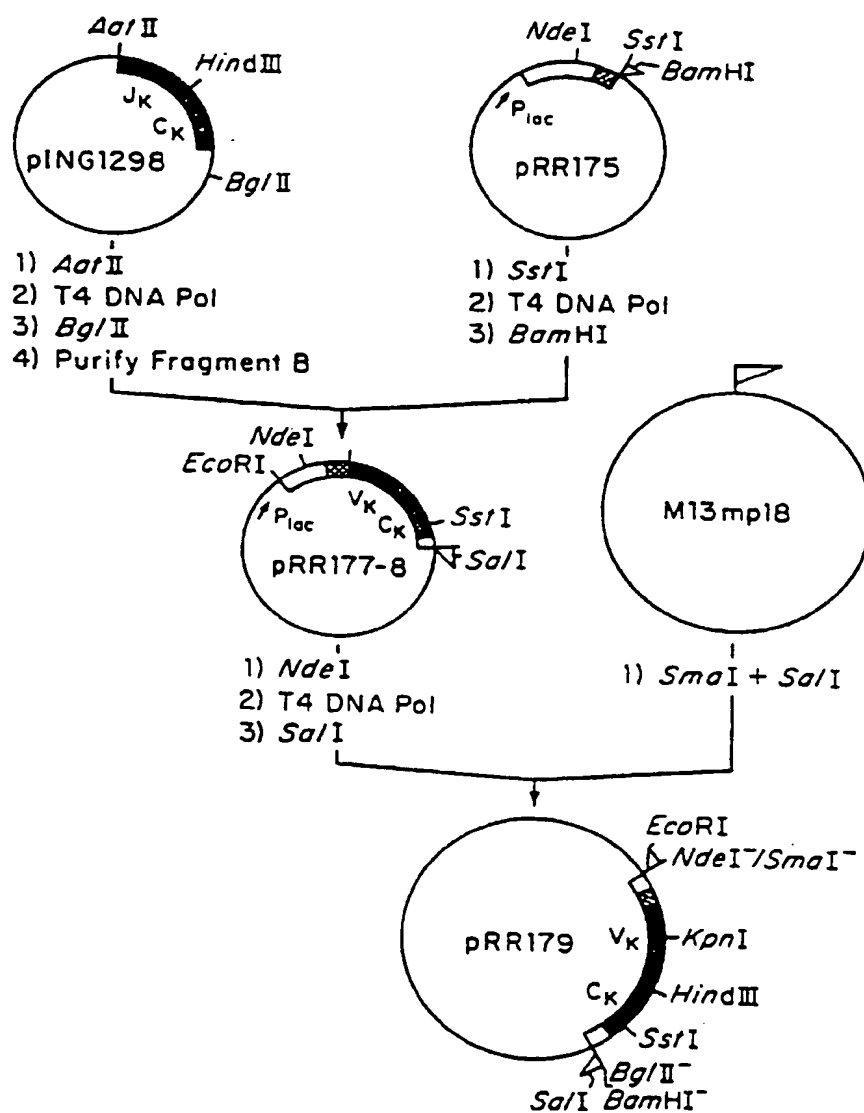 AatII
HindIII
JK
CK
pING1298
BglII
1) AatII
2) T4 DNA Pol
3) BglII
4) Purify Fragment 8
NdeI
SstI
BamHI
Plac
pRR175
1) SstI
2) T4 DNA Pol
3) BamHI
NdeI
EcoRI
Plac
VK
CK
SstI
SalI
pRR177-8
M13mp18
1) NdeI
2) T4 DNA Pol
3) SalI
1) SmaI + SalI
EcoRI
NdeI⁻/SmaI⁻
pRR179
VK
KpnI
CK
HindIII
SstI
BglII⁻
SalI BamHI⁻